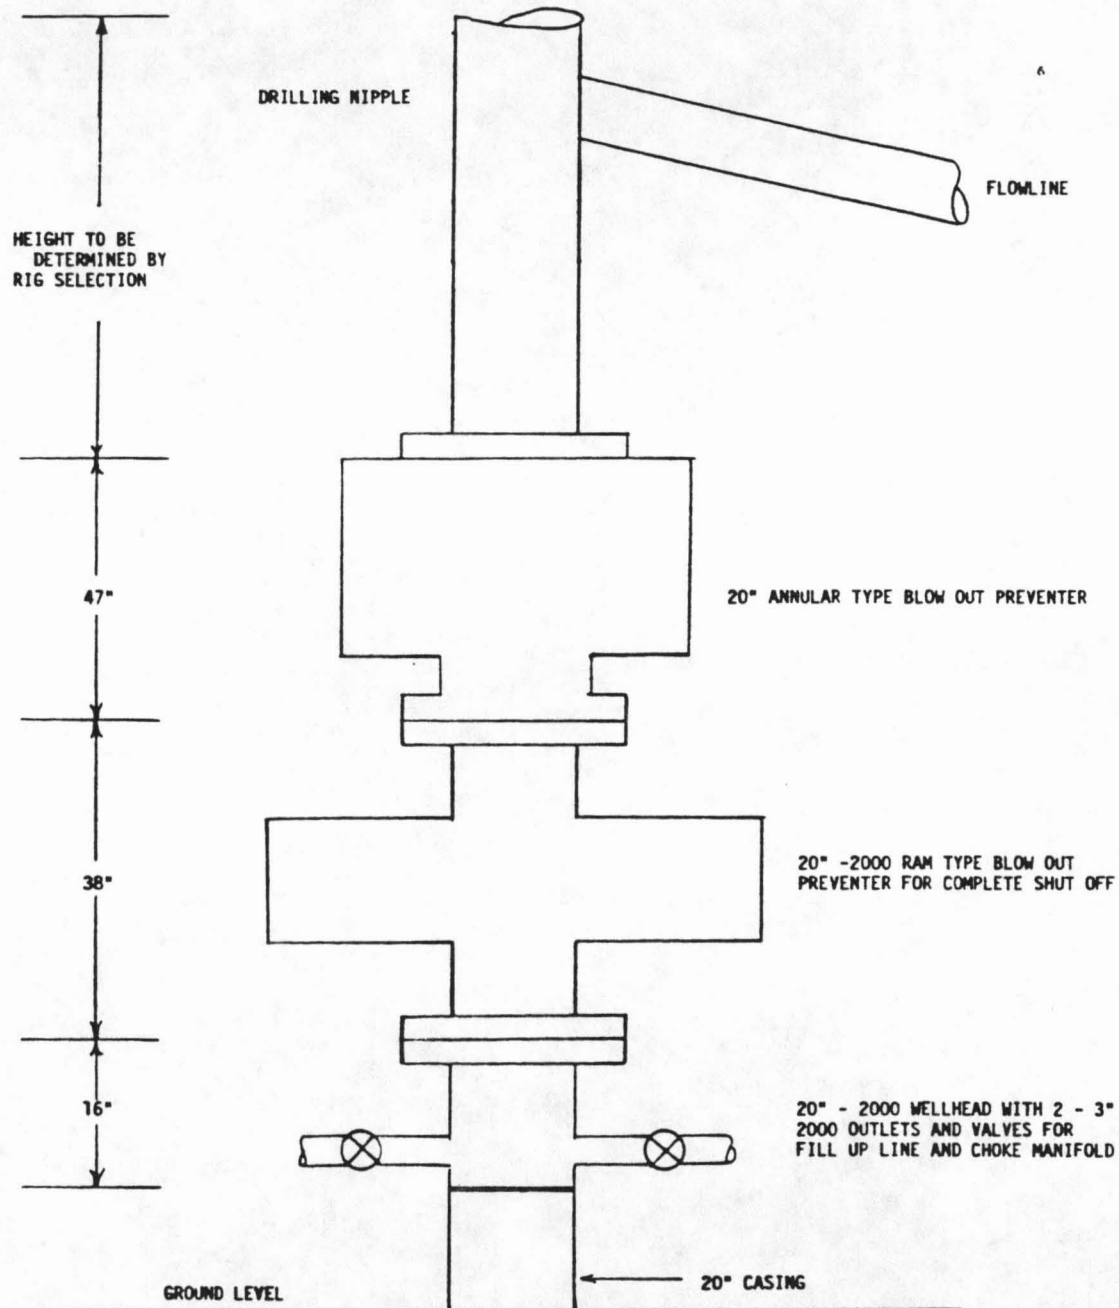 DRILLING NIPPLE
FLOWLINE
HEIGHT TO BE
DETERMINED BY
RIG SELECTION
47"
20" ANNULAR TYPE BLOW OUT PREVENTER
38"
20" -2000 RAM TYPE BLOW OUT
PREVENTER FOR COMPLETE SHUT OFF
16"
20" - 2000 WELLHEAD WITH 2 - 3"
2000 OUTLETS AND VALVES FOR
FILL UP LINE AND CHOKE MANIFOLD
20" CASING
GROUND LEVEL